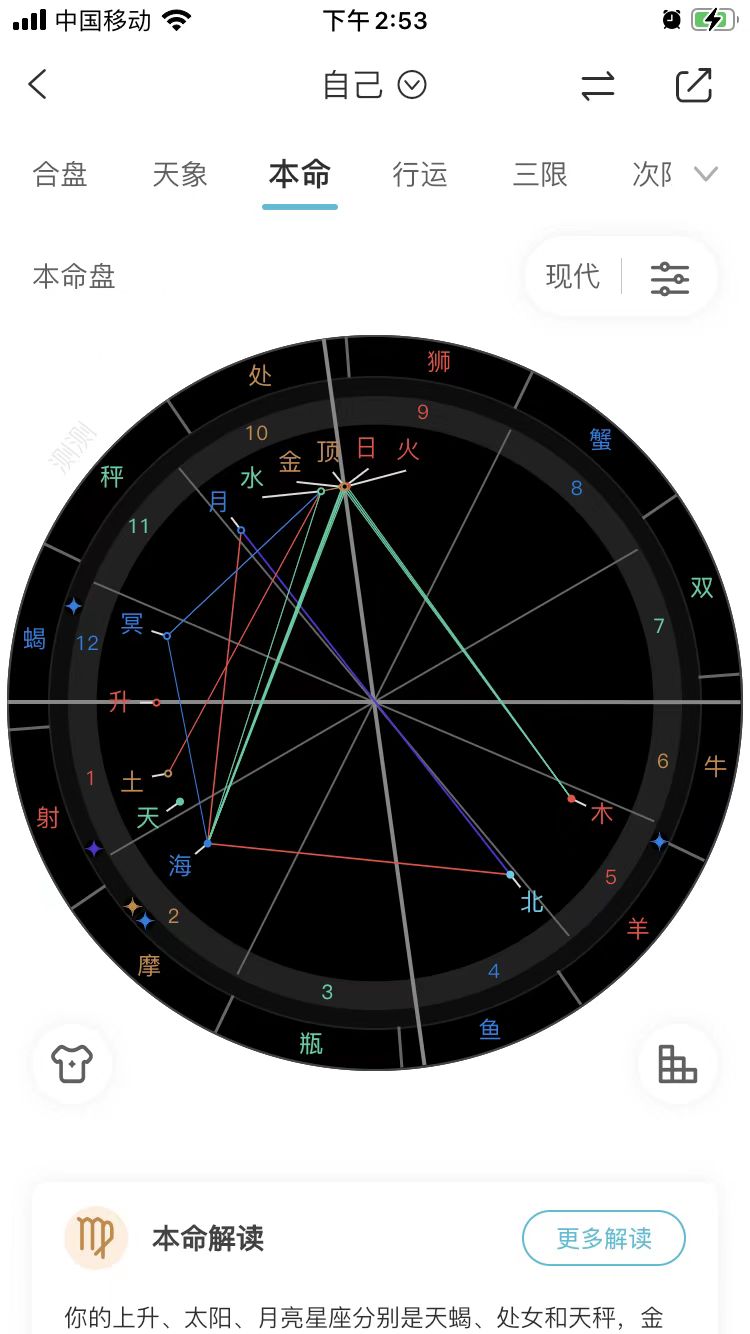 中国移动 下午2:53
自己
合盘 天象 本命 行运 三限 次
本命盘 现代
处 狮
9
蟹
10
顶 日 火
金
测测
秤 水
8
月
11
双
冥 7
蝎 12
升
6
牛
1 土
射 天 木
海 5
北
2 羊
摩 4
3
鱼
瓶
本命解读 更多解读
你的上升、太阳、月亮星座分别是天蝎、处女和天秤，金